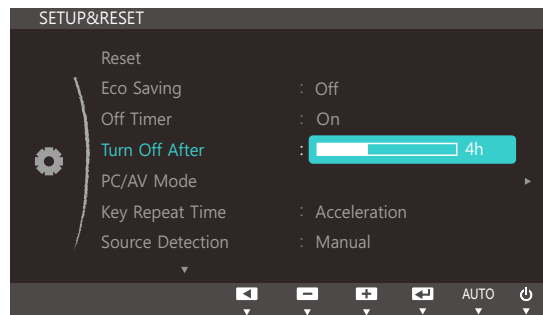 SETUP&RESET
Reset
Eco Saving : Off
Off Timer : On
Turn Off After : 4h
PC/AV Mode
Key Repeat Time : Acceleration
Source Detection : Manual
AUTO